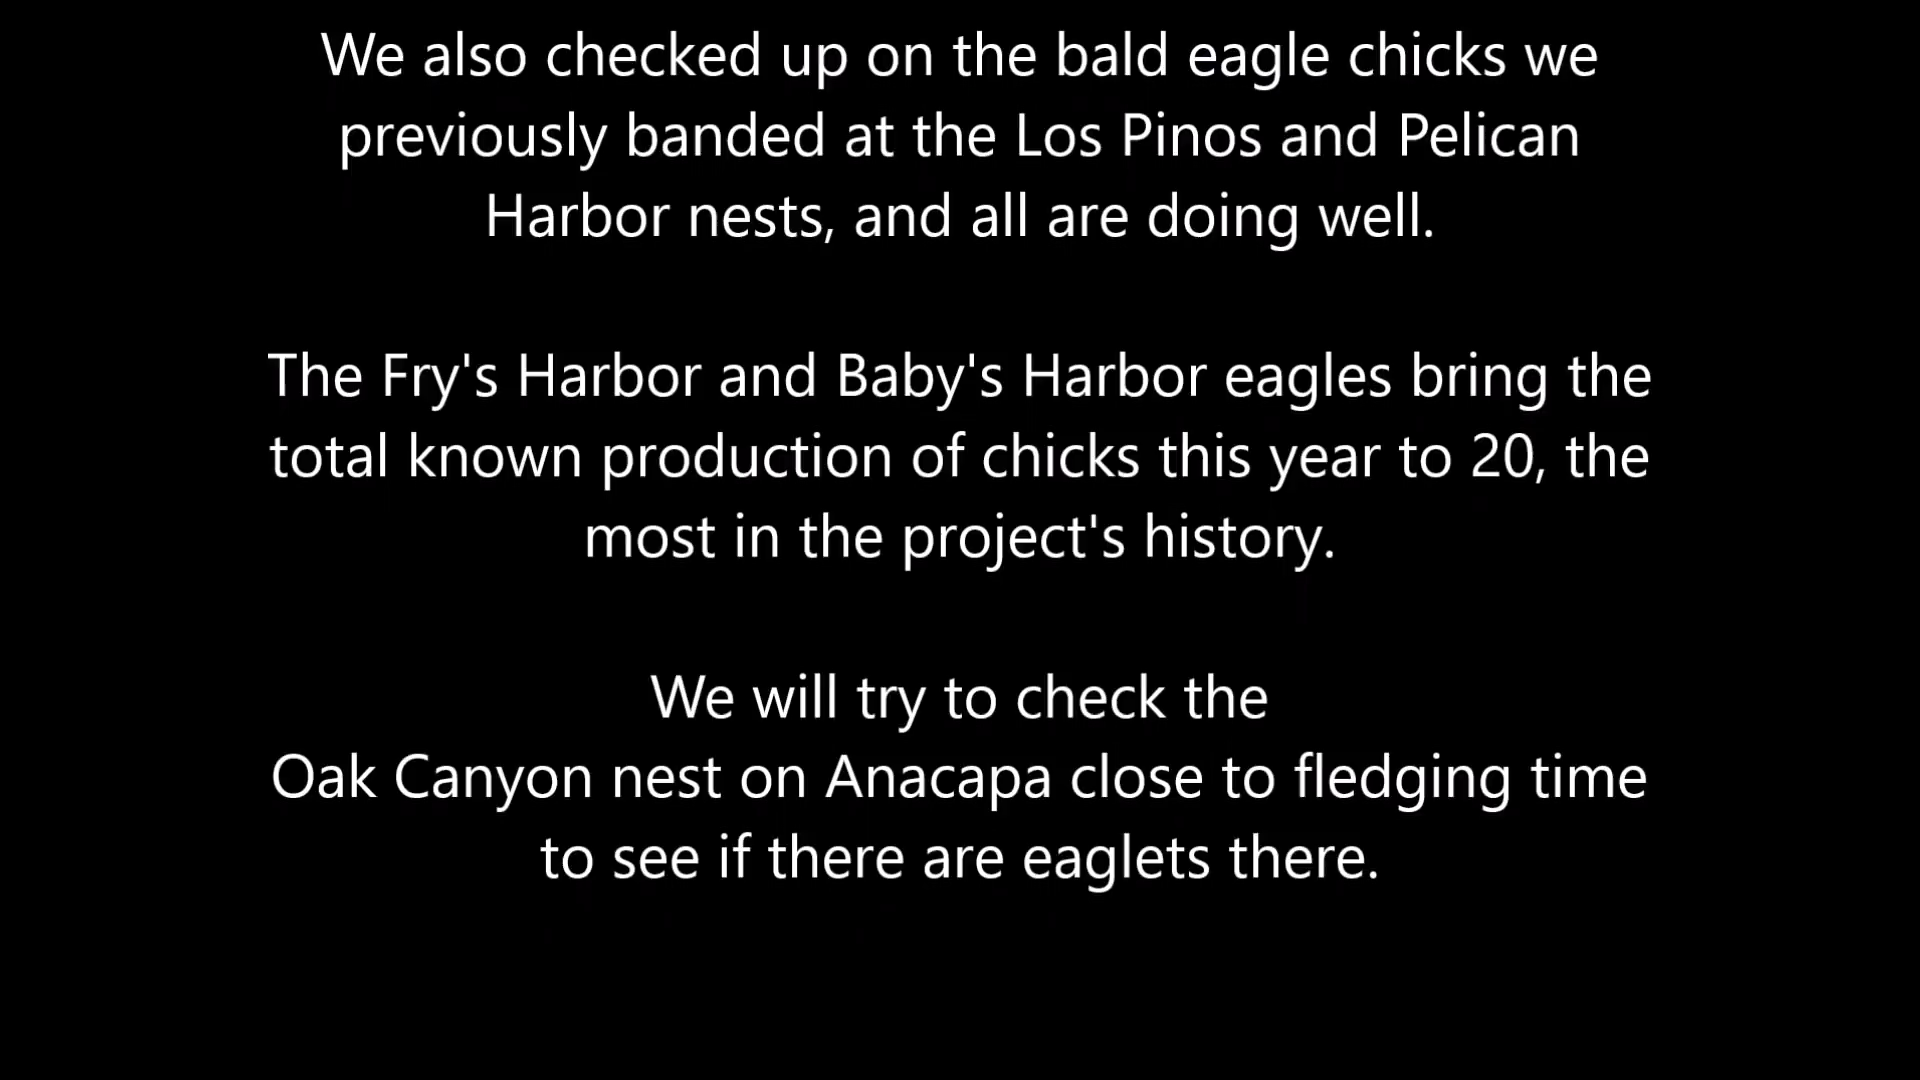 We also checked up on the bald eagle chicks we
previously banded at the Los Pinos and Pelican
Harbor nests, and all are doing well.
The Fry's Harbor and Baby's Harbor eagles bring the
total known production of chicks this year to 20, the
most in the project's history.
We will try to check the
Oak Canyon nest on Anacapa close to fledging time
to see if there are eaglets there.